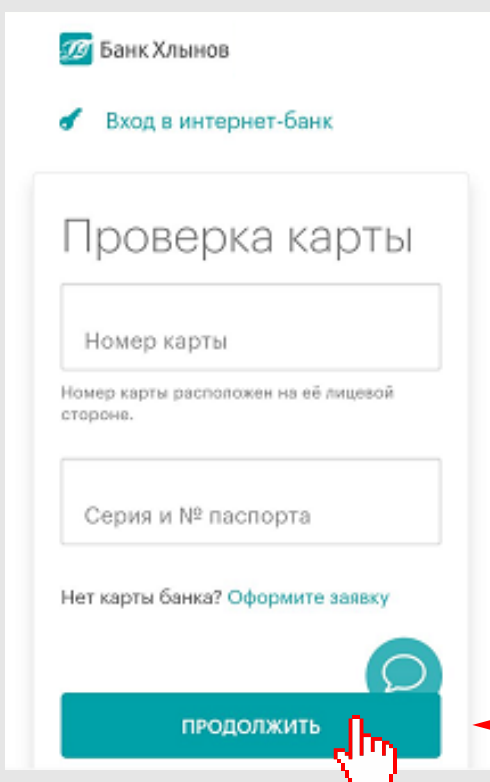 Банк Хлынов
Вход в интернет-банк
Проверка карты
Номер карты
Номер карты расположен на её лицевой
стороне.
Серия и № паспорта
Нет карты банка? Оформите заявку
ПРОДОЛЖИТЬ